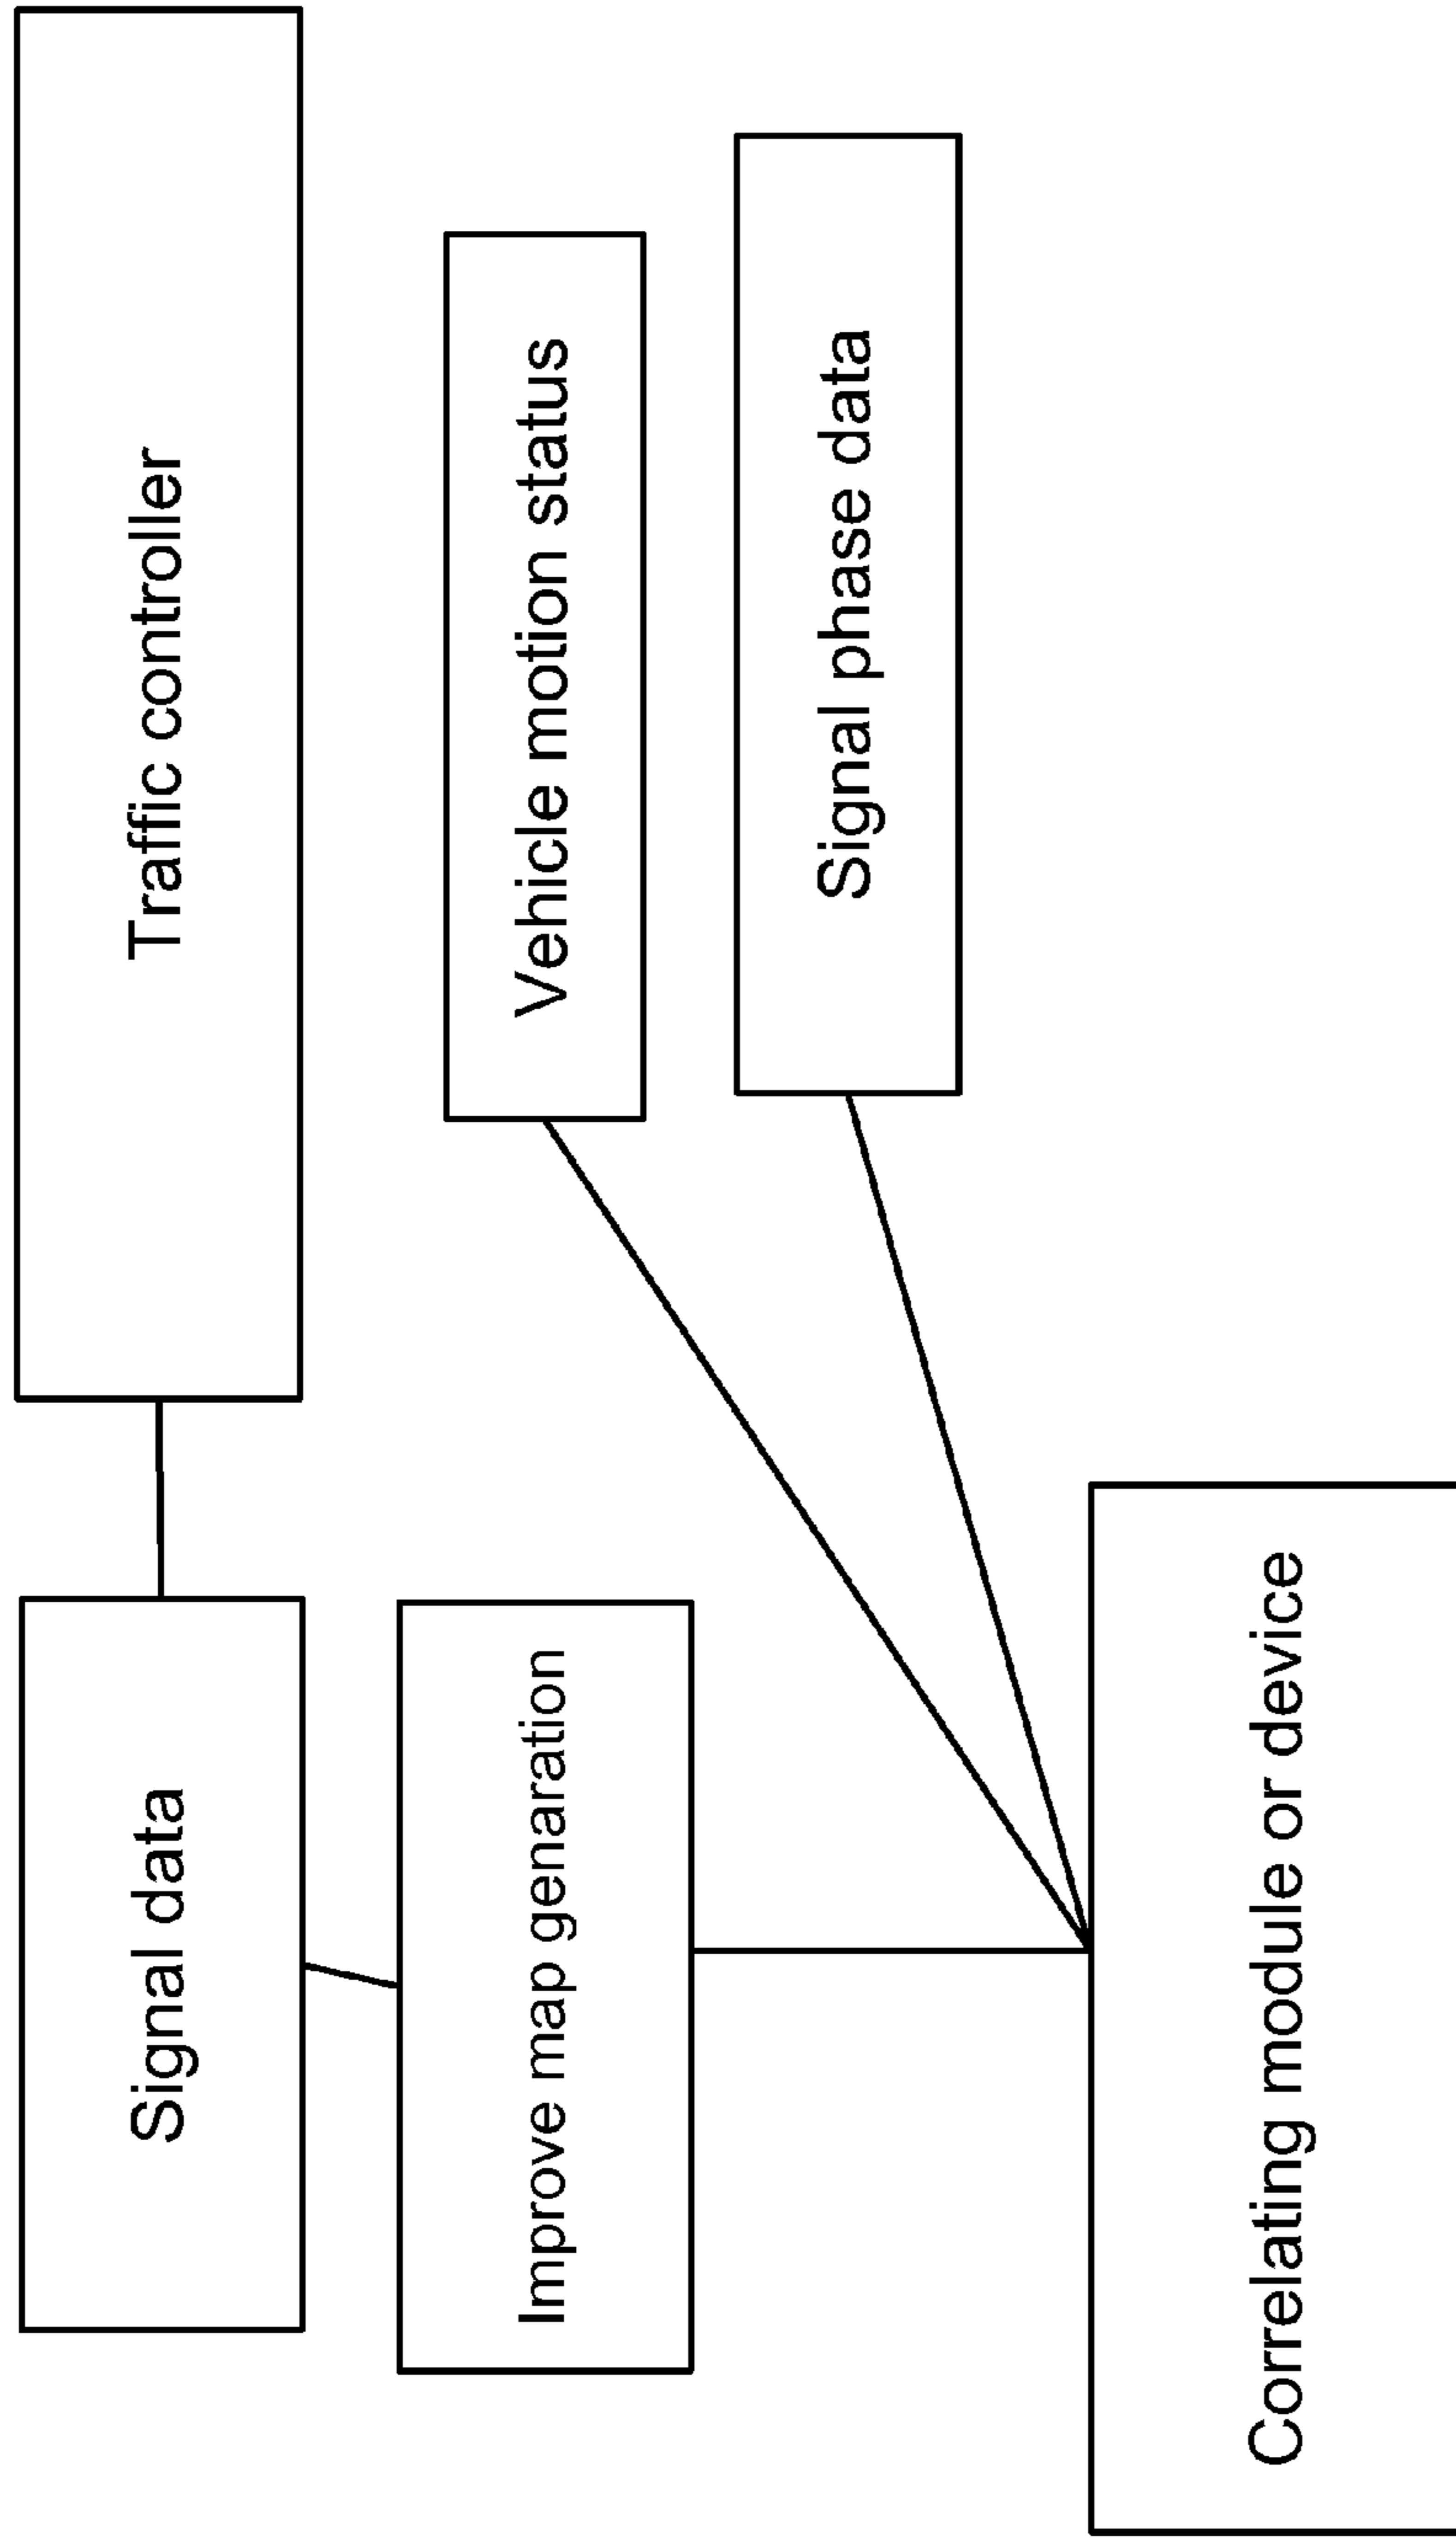 Signal data
Traffic controller
Improve map genaration
Vehicle motion status
Signal phase data
Correlating module or device